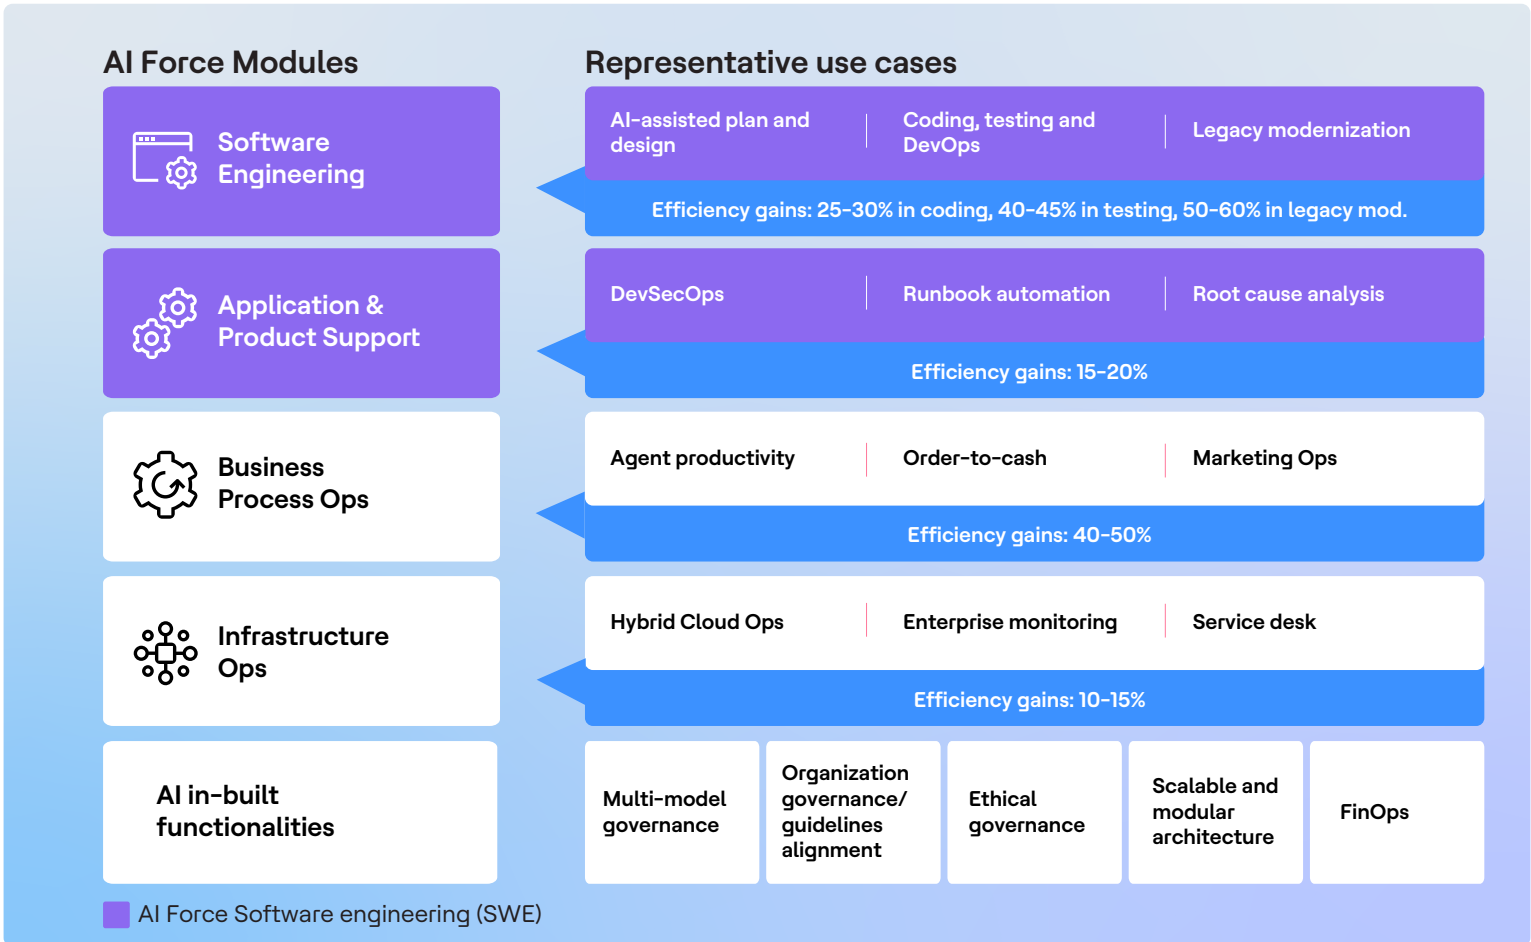 AI Force Modules
Representative use cases
Software
Engineering
AI-assisted plan and
design
Coding, testing and
DevOps
Legacy modernization
Efficiency gains: 25-30% in coding, 40-45% in testing, 50-60% in legacy mod.
Application &
Product Support
DevSecOps
Runbook automation
Root cause analysis
Efficiency gains: 15-20%
Business
Process Ops
Agent productivity
Order-to-cash
Marketing Ops
Efficiency gains: 40-50%
Infrastructure
Ops
Hybrid Cloud Ops
Enterprise monitoring
Service desk
Efficiency gains: 10-15%
AI in-built
functionalities
Multi-model
governance
Organization
governance/
guidelines
alignment
Ethical
governance
Scalable and
modular
architecture
FinOps
AI Force Software engineering (SWE)